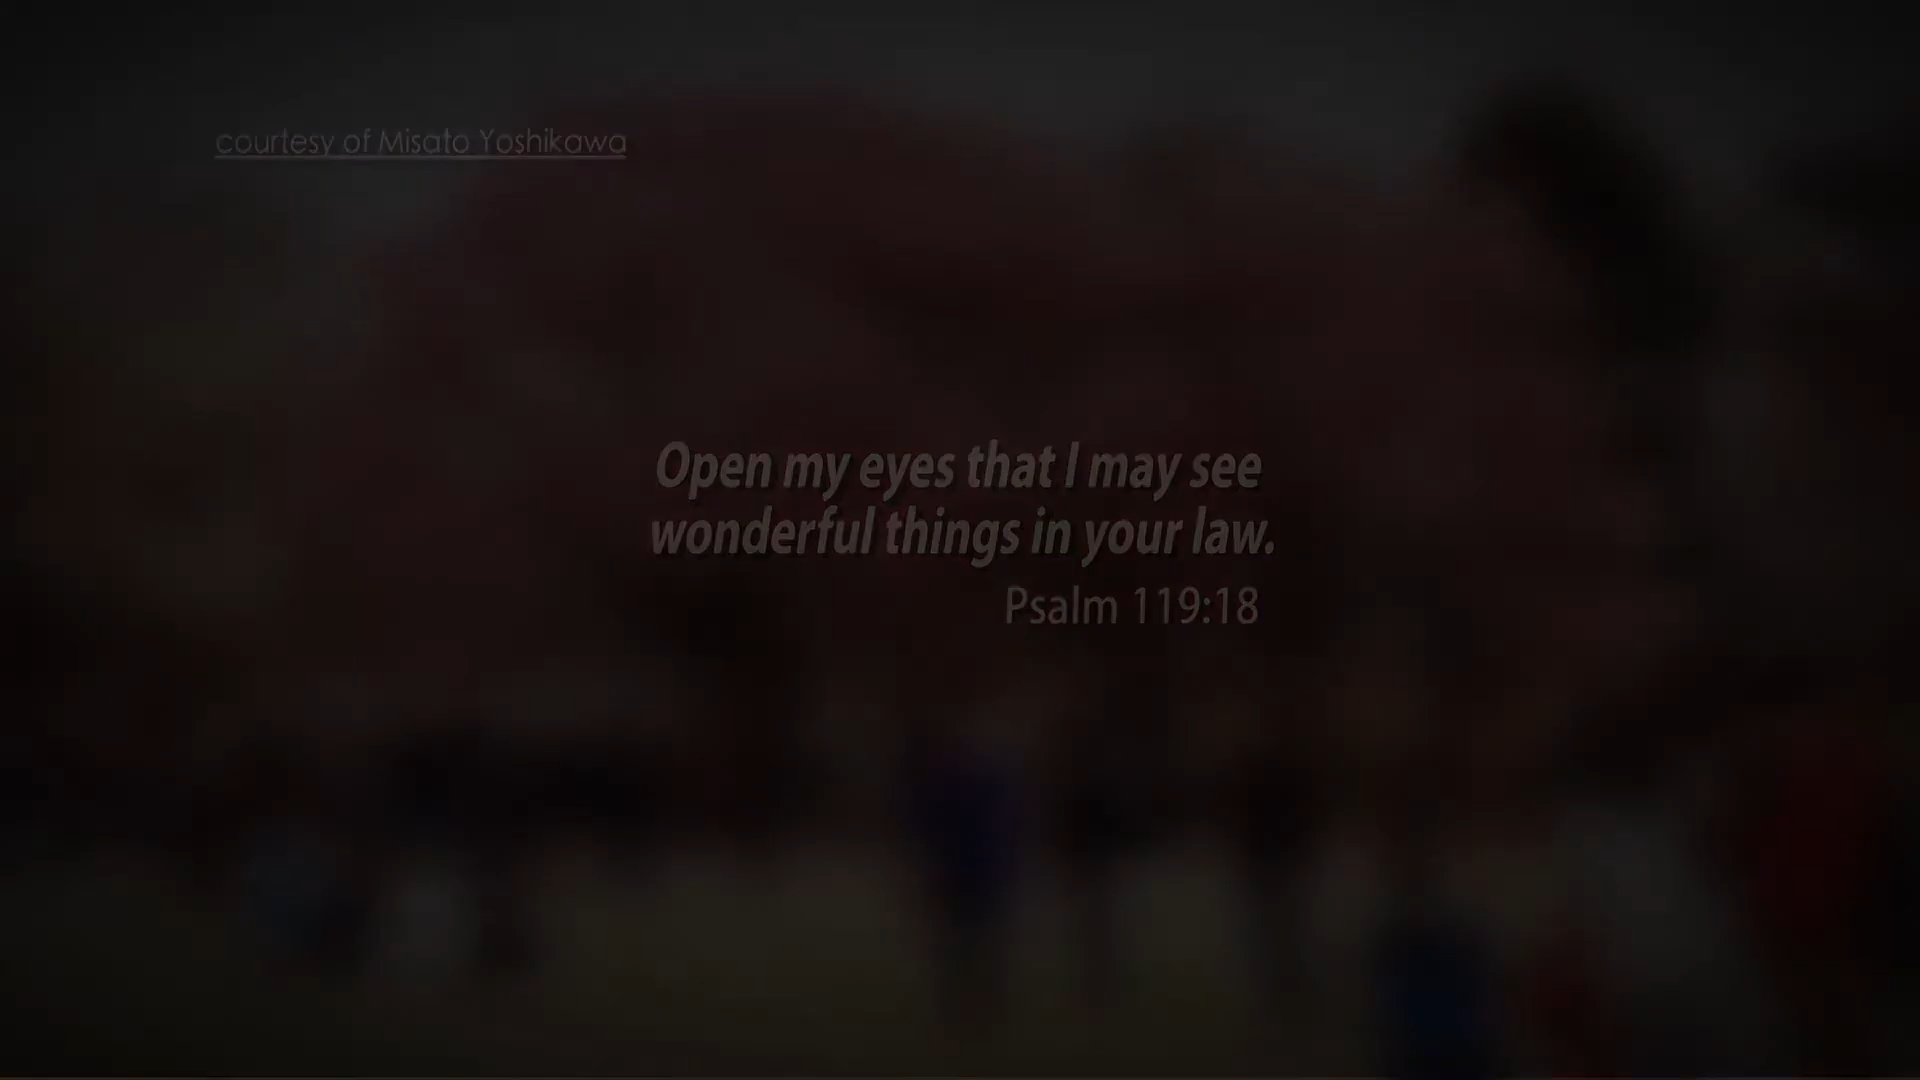 courtesy of Misato Yoshikawa
Open my eyes that I may see
wonderful things in your law.
Psalm 119:18